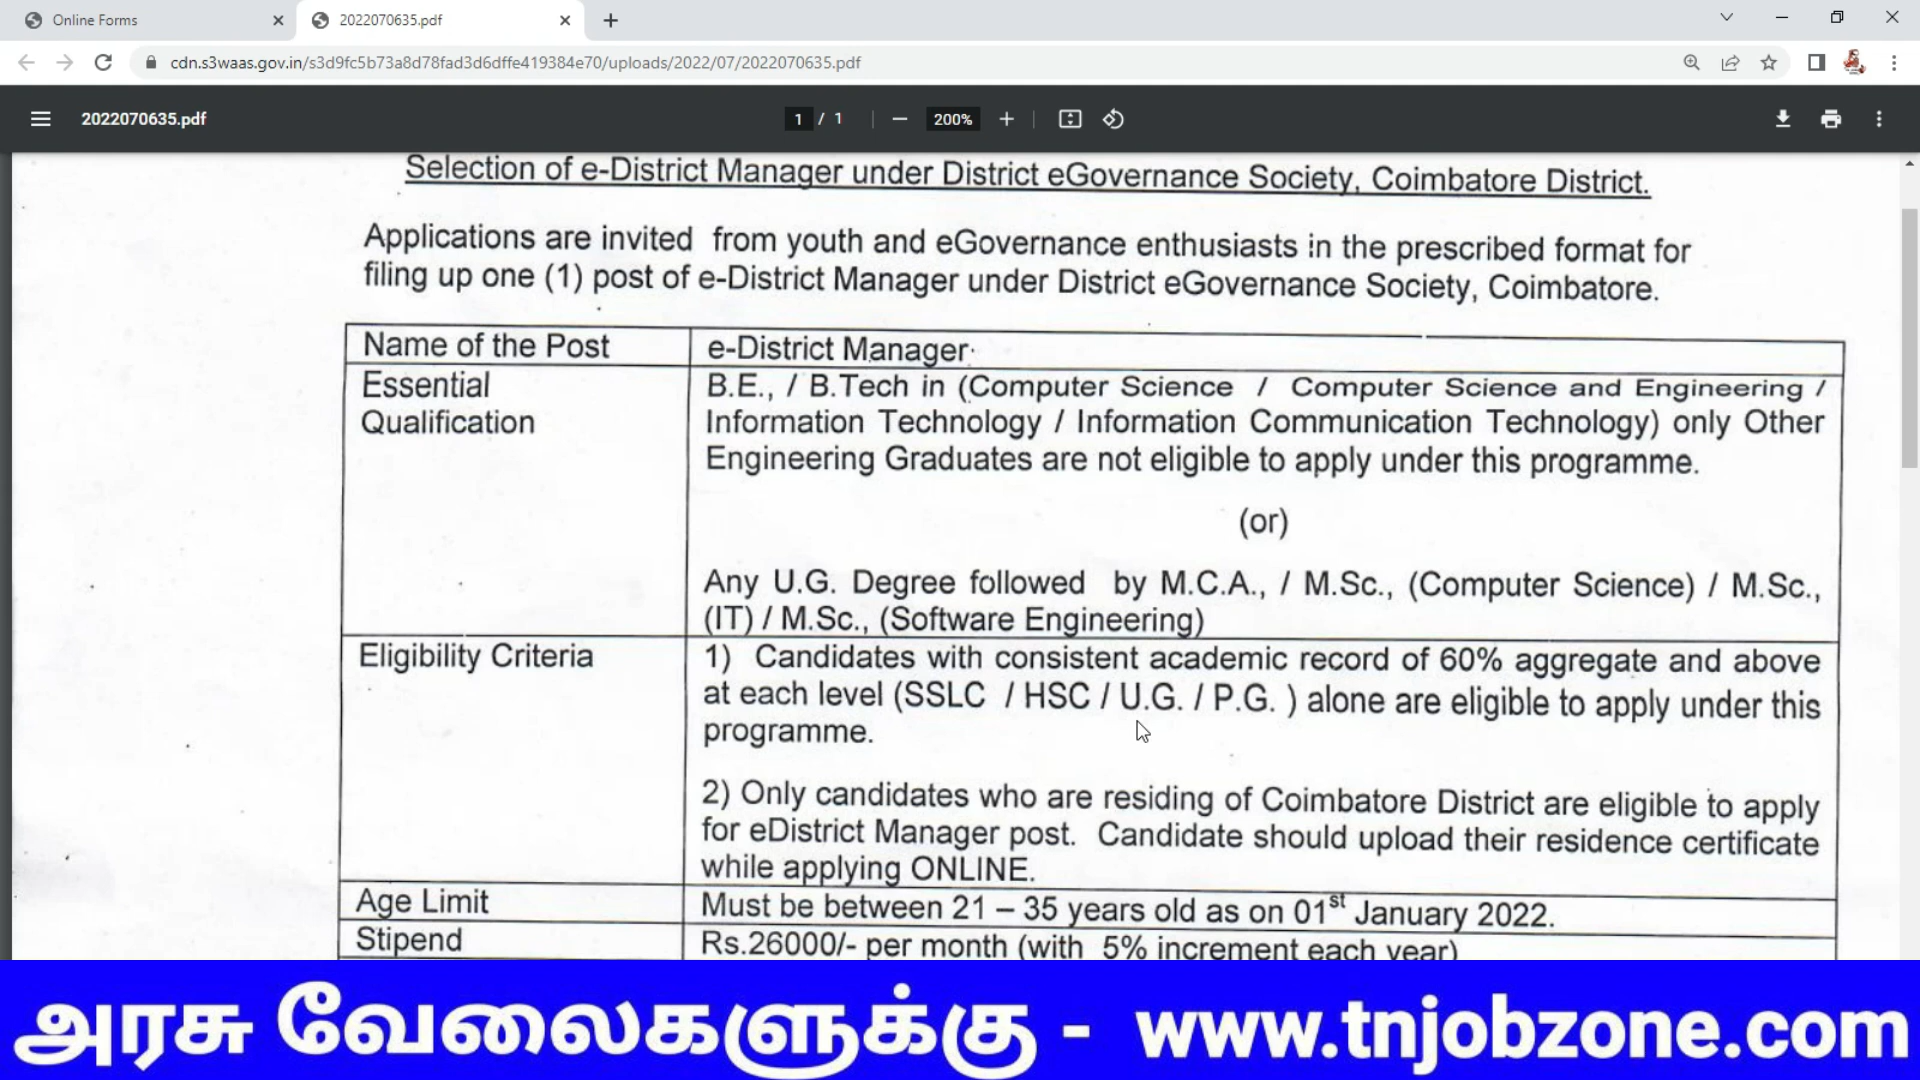 Online Forms
2022070635.pdf
cdn.s3waas.gov.in/s3d9fc5b73a8d78fad3d6dffe419384e70/uploads/2022/07/2022070635.pdf
2022070635.pdf
1 / 1
200%
Selection of e-District Manager under District eGovernance Society, Coimbatore District.
Applications are invited from youth and eGovernance enthusiasts in the prescribed format for
filing up one (1) post of e-District Manager under District eGovernance Society, Coimbatore.
Name of the Post
e-District Manager
Essential
Qualification
B.E., / B.Tech in (Computer Science / Computer Science and Engineering /
Information Technology / Information Communication Technology) only Other
Engineering Graduates are not eligible to apply under this programme.
(or)
Any U.G. Degree followed by M.C.A., / M.Sc., (Computer Science) / M.Sc.,
(IT) / M.Sc., (Software Engineering)
Eligibility Criteria
1) Candidates with consistent academic record of 60% aggregate and above
at each level (SSLC / HSC / U.G. / P.G. ) alone are eligible to apply under this
programme.
2) Only candidates who are residing of Coimbatore District are eligible to apply
for eDistrict Manager post. Candidate should upload their residence certificate
while applying ONLINE.
Age Limit
Must be between 21 – 35 years old as on 01st January 2022.
Stipend
Rs.26000/- per month (with 5% increment each year)
அரசு வேலைகளுக்கு - www.tnjobzone.com